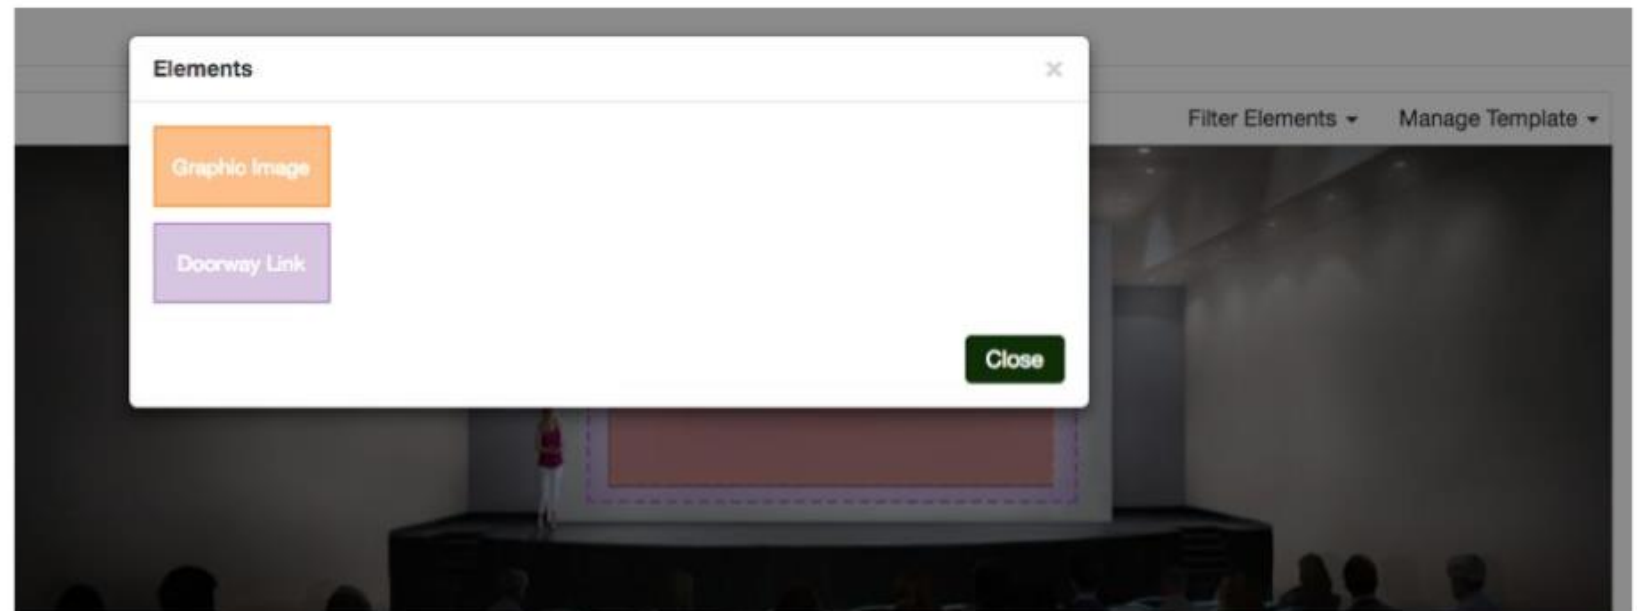 Elements
×
Filter Elements
Manage Template
Graphic Image
Doorway Link
Close